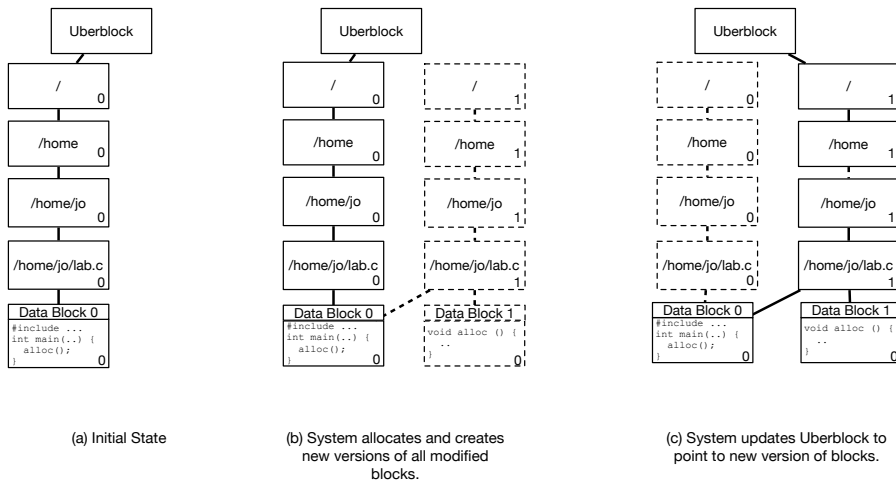 Uberblock
/
0
/home
0
/home/jo
0
/home/jo/lab.c
0
Data Block 0
#include ...
int main(..) {
alloc();
}
0
(a) Initial State
Uberblock
/
0
/home
0
/home/jo
0
/home/jo/lab.c
0
Data Block 0
#include ...
int main(..) {
alloc();
}
0
/
1
/home
1
/home/jo
1
/home/jo/lab.c
1
Data Block 1
void alloc () {
..
}
0
(b) System allocates and creates
new versions of all modified
blocks.
Uberblock
/
0
/home
0
/home/jo
0
/home/jo/lab.c
0
Data Block 0
#include ...
int main(..) {
alloc();
}
0
/
1
/home
1
/home/jo
1
/home/jo/lab.c
1
Data Block 1
void alloc () {
..
}
0
(c) System updates Uberblock to
point to new version of blocks.